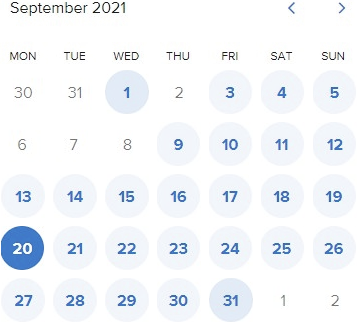 September 2021
MON TUE WED THU FRI SAT SUN
30 31 1 2 3 4 5
6 7 8 9 10 11 12
13 14 15 16 17 18 19
20 21 22 23 24 25 26
27 28 29 30 31 1 2